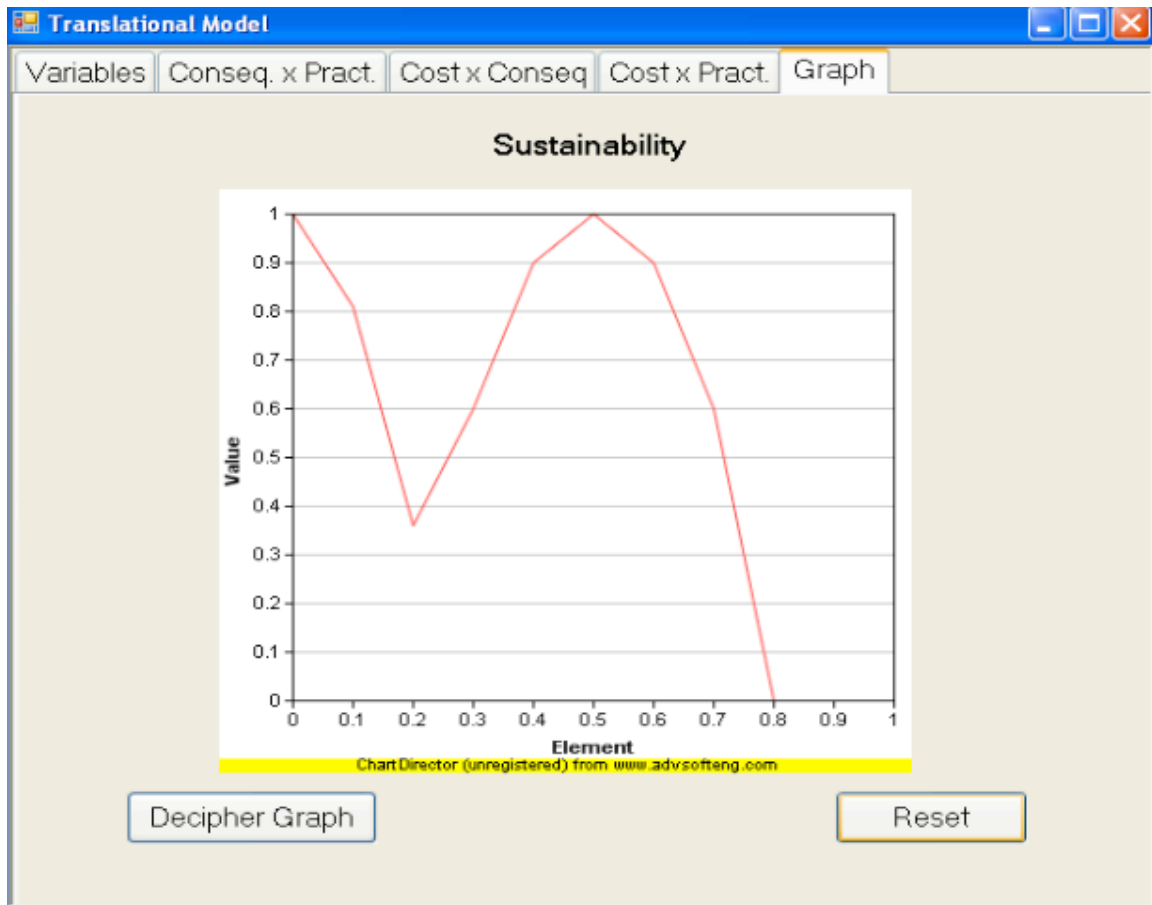 Translational Model
Variables Conseq. x Pract. Cost x Conseq Cost x Pract. Graph
Sustainability
1
0.9
0.8
0.7
0.6
0.5
0.4
0.3
0.2
0.1
0
Value
0 0.1 0.2 0.3 0.4 0.5 0.6 0.7 0.8 0.9 1
Element
ChartDirector (unregistered) from www.advsofteng.com
Decipher Graph Reset